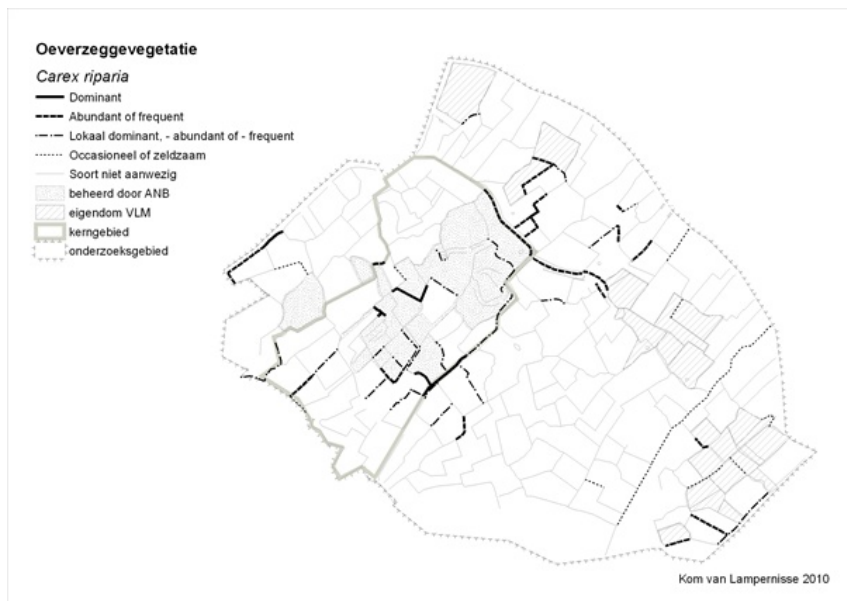 Oeverzeggevegetatie
Carex riparia
Dominant
Abundant of frequent
Lokaal dominant, - abundant of - frequent
Occasioneel of zeldzaam
Soort niet aanwezig
beheerd door ANB
eigendom VLM
kerngebied
onderzoeksgebied
Kom van Lampernisse 2010